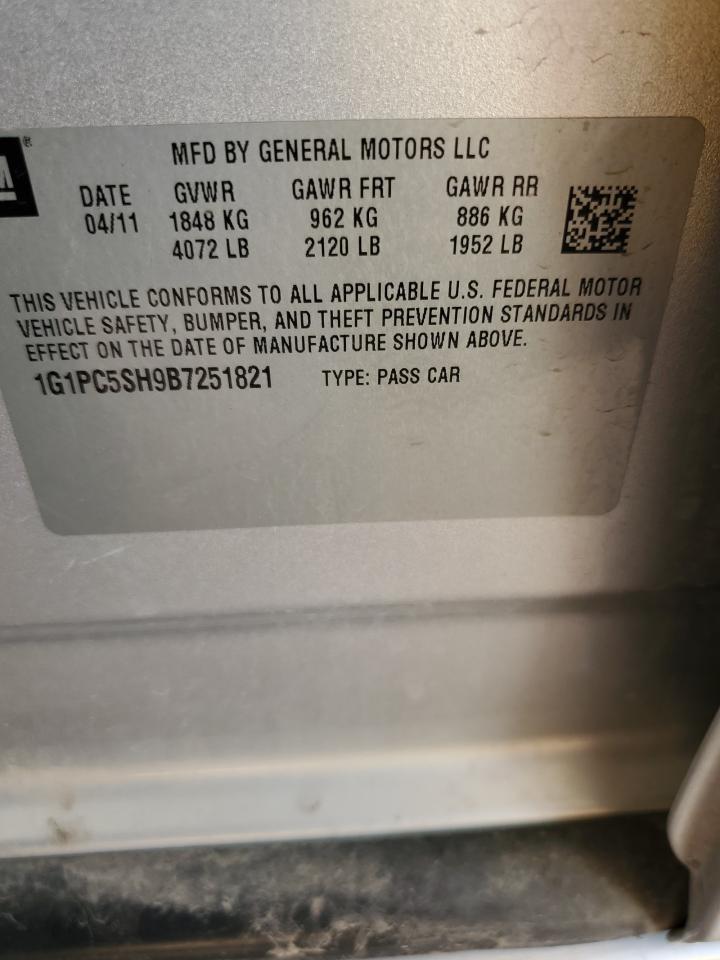 MFD BY GENERAL MOTORS LLC
DATE GVWR GAWR FRT GAWR RR
04/11 1848 KG 962 KG 886 KG
4072 LB 2120 LB 1952 LB
THIS VEHICLE CONFORMS TO ALL APPLICABLE U.S. FEDERAL MOTOR
VEHICLE SAFETY, BUMPER, AND THEFT PREVENTION STANDARDS IN
EFFECT ON THE DATE OF MANUFACTURE SHOWN ABOVE.
1G1PC5SH9B7251821 TYPE: PASS CAR